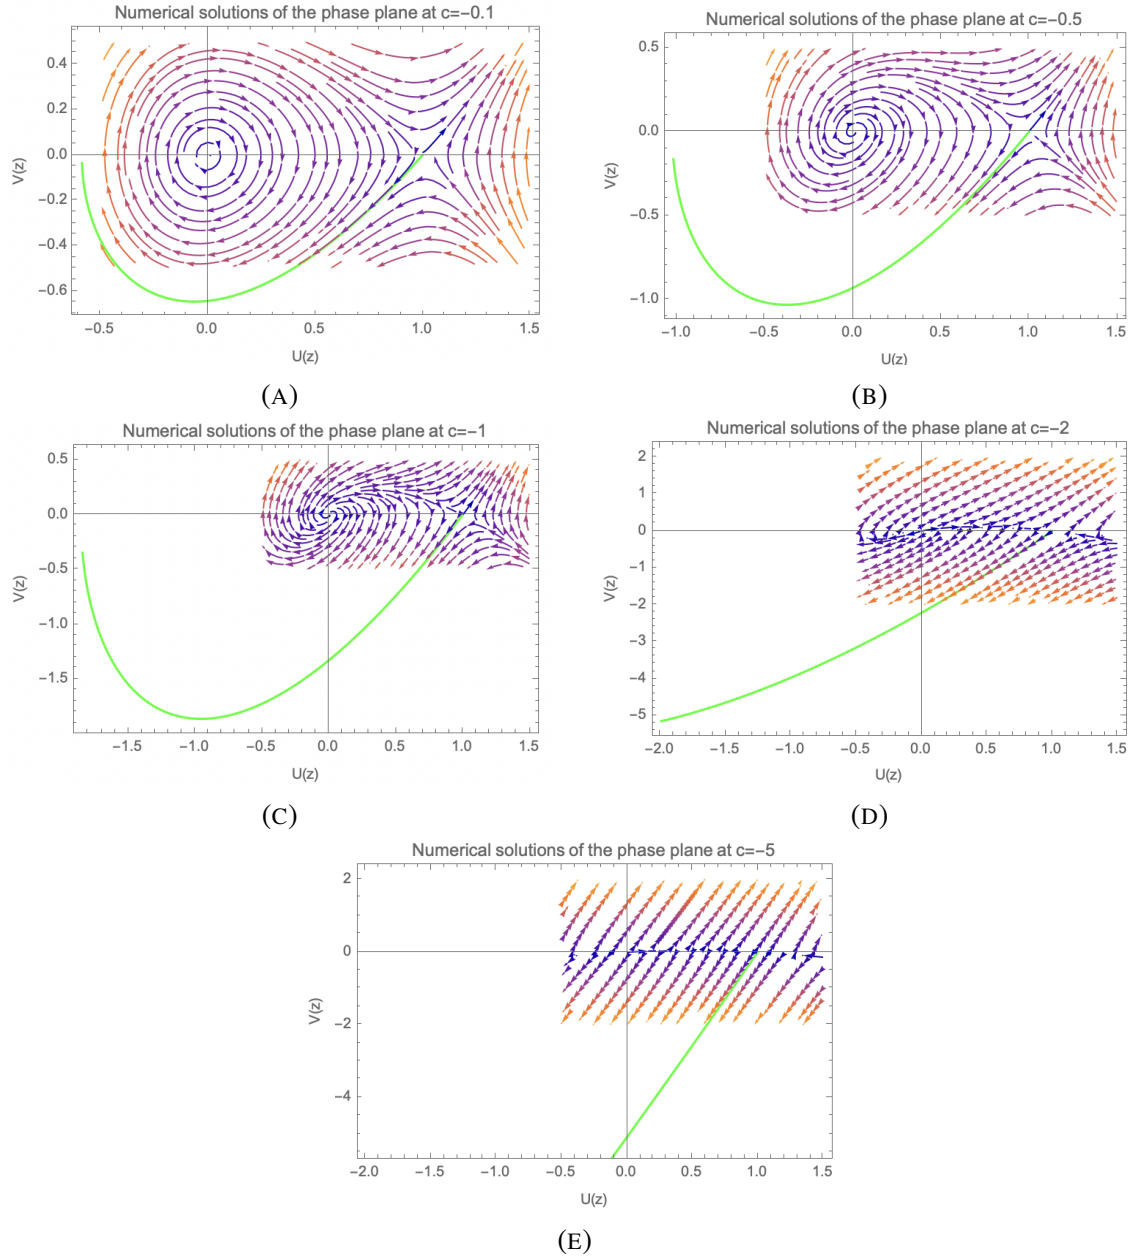 Numerical solutions of the phase plane at c=−0.1
0.4
0.2
0.0
−0.2
−0.4
−0.6
V(z)
−0.5 0.0 0.5 1.0 1.5
U(z)
(A)
Numerical solutions of the phase plane at c=−0.5
0.5
0.0
−0.5
−1.0
V(z)
−1.0 −0.5 0.0 0.5 1.0 1.5
U(z)
(B)
Numerical solutions of the phase plane at c=−1
0.5
0.0
−0.5
−1.0
−1.5
V(z)
−1.5 −1.0 −0.5 0.0 0.5 1.0 1.5
U(z)
(C)
Numerical solutions of the phase plane at c=−2
2
1
0
−1
−2
−3
−4
−5
V(z)
−2.0 −1.5 −1.0 −0.5 0.0 0.5 1.0 1.5
U(z)
(D)
Numerical solutions of the phase plane at c=−5
2
0
−2
−4
V(z)
−2.0 −1.5 −1.0 −0.5 0.0 0.5 1.0 1.5
U(z)
(E)